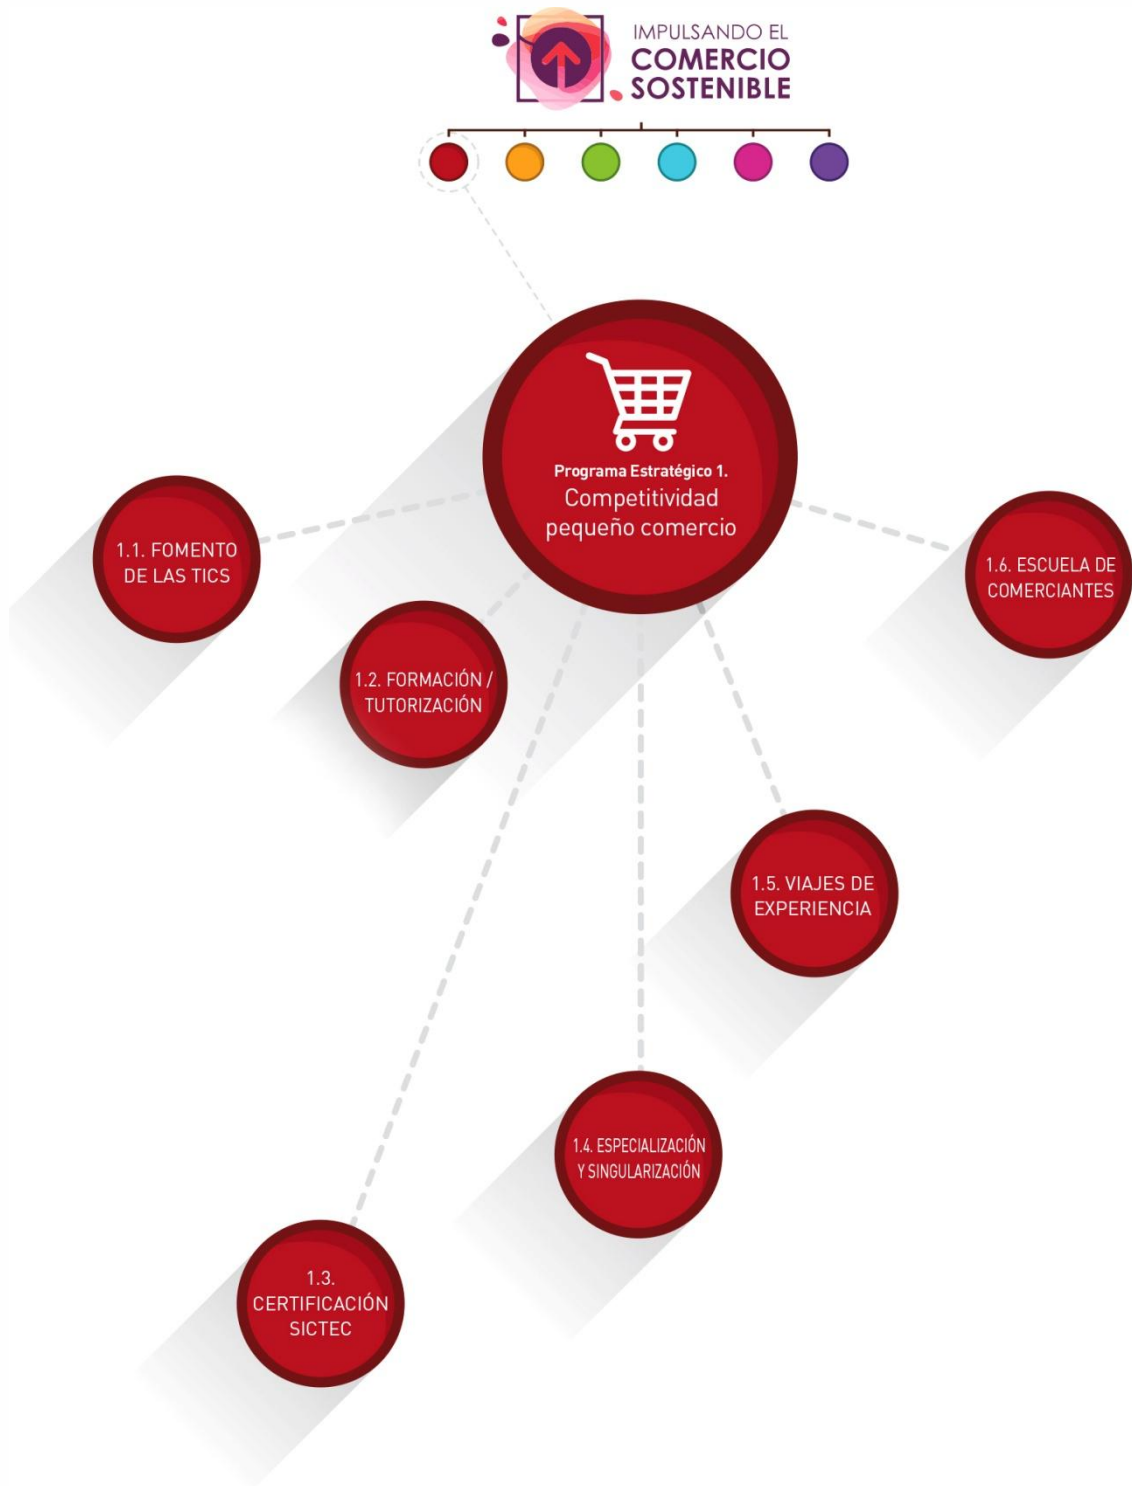 IMPULSANDO EL
COMERCIO
SOSTENIBLE
Programa Estratégico 1.
Competitividad
pequeño comercio
1.1. FOMENTO
DE LAS TICS
1.2. FORMACIÓN /
TUTORIZACIÓN
1.3.
CERTIFICACIÓN
SICTEC
1.4. ESPECIALIZACIÓN
Y SINGULARIZACIÓN
1.5. VIAJES DE
EXPERIENCIA
1.6. ESCUELA DE
COMERCIANTES